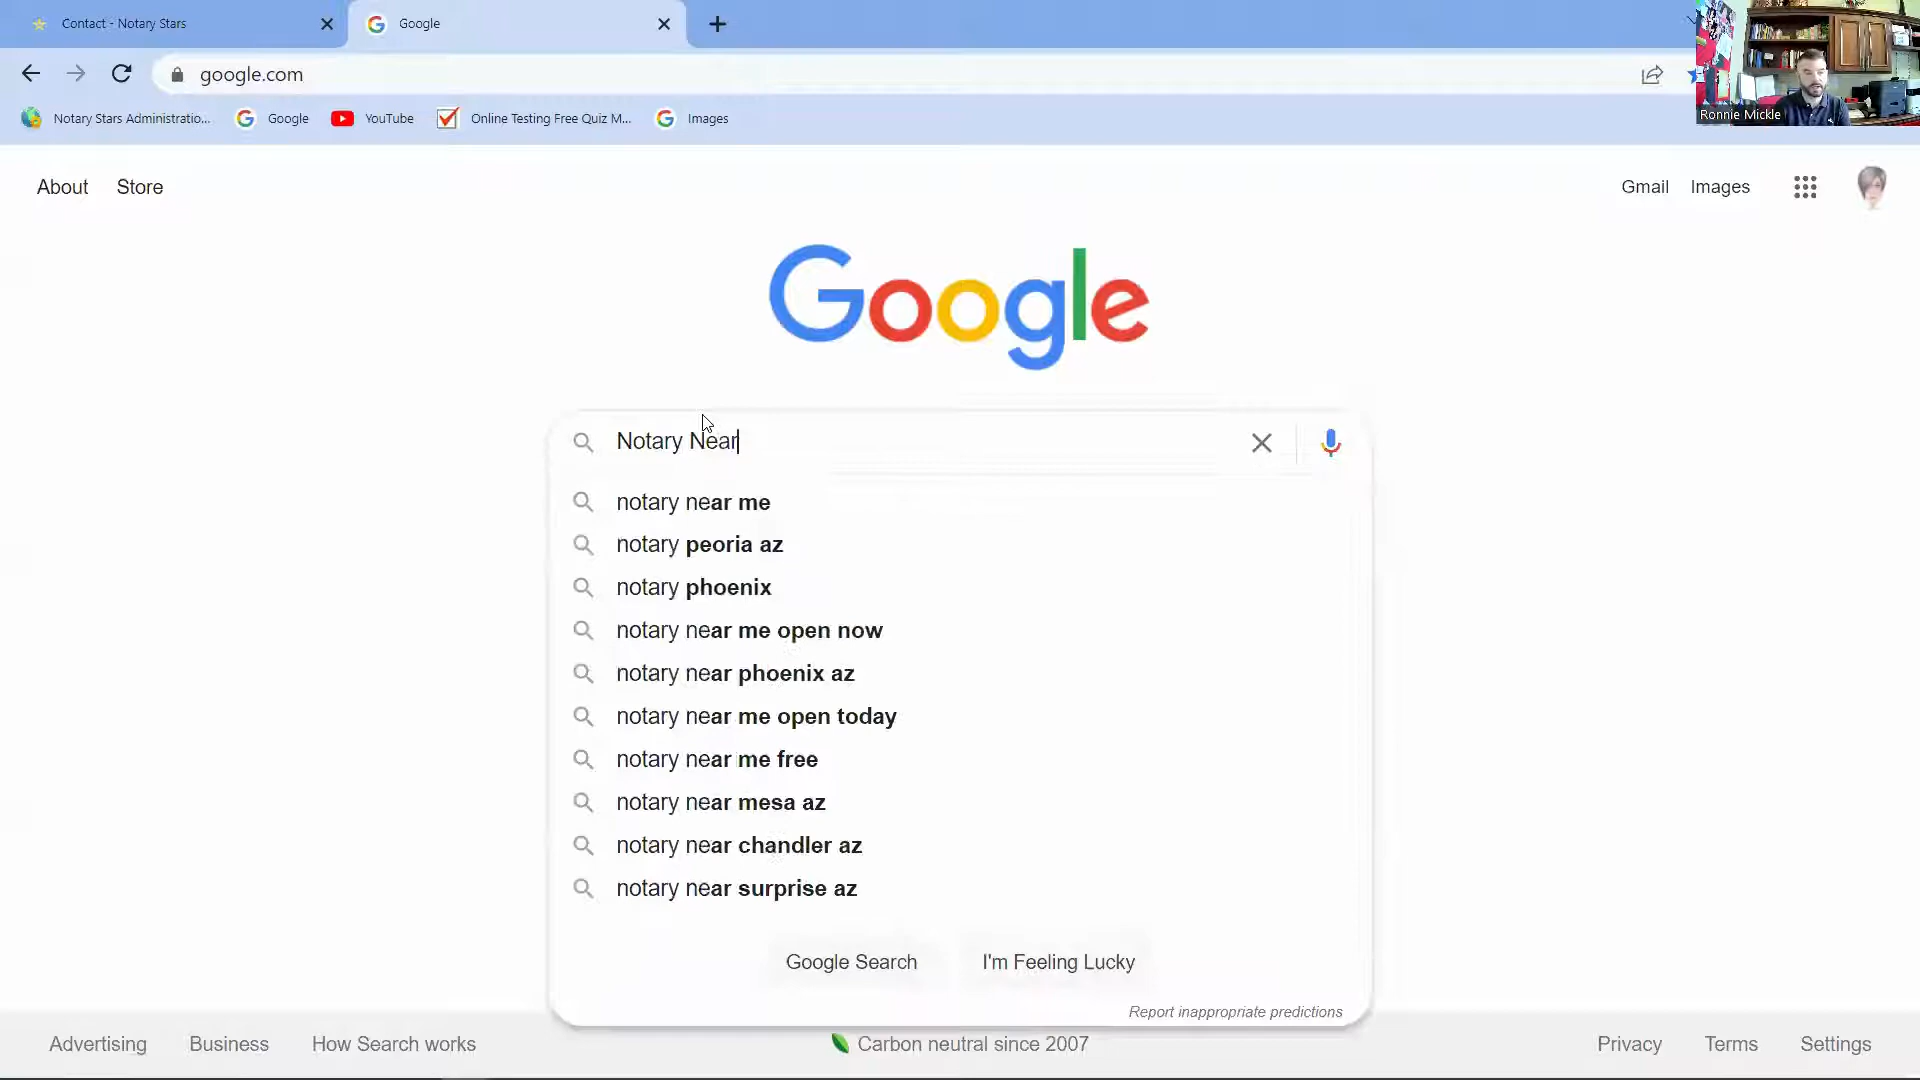 Contact - Notary Stars
Google
google.com
Notary Stars Administratio...
Google
YouTube
Online Testing Free Quiz M...
Images
Ronnie Mickle
About
Store
Gmail
Images
Google
Notary Near
notary near me
notary peoria az
notary phoenix
notary near me open now
notary near phoenix az
notary near me open today
notary near me free
notary near mesa az
notary near chandler az
notary near surprise az
Google Search
I'm Feeling Lucky
Report inappropriate predictions
Advertising
Business
How Search works
Carbon neutral since 2007
Privacy
Terms
Settings